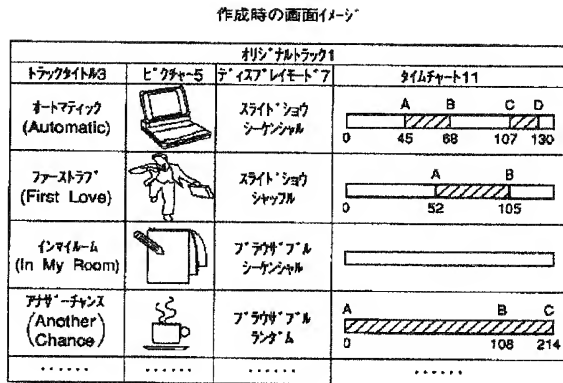 作成時の画面イメージ
オリジナルトラック1
トラックタイトル3 ピクチャー5 ディスプレイモード7 タイムチャート11
オートマティック
(Automatic)
スライドショウ
シーケンシャル
A B C D
0 45 68 107 130
ファーストラブ
(First Love)
スライドショウ
シャッフル
A B
0 52 105
インマイルーム
(In My Room)
ブラウザブル
シーケンシャル
アナザーチャンス
(Another
Chance)
ブラウザブル
ランダム
A B C
0 108 214
...... ...... ...... ......